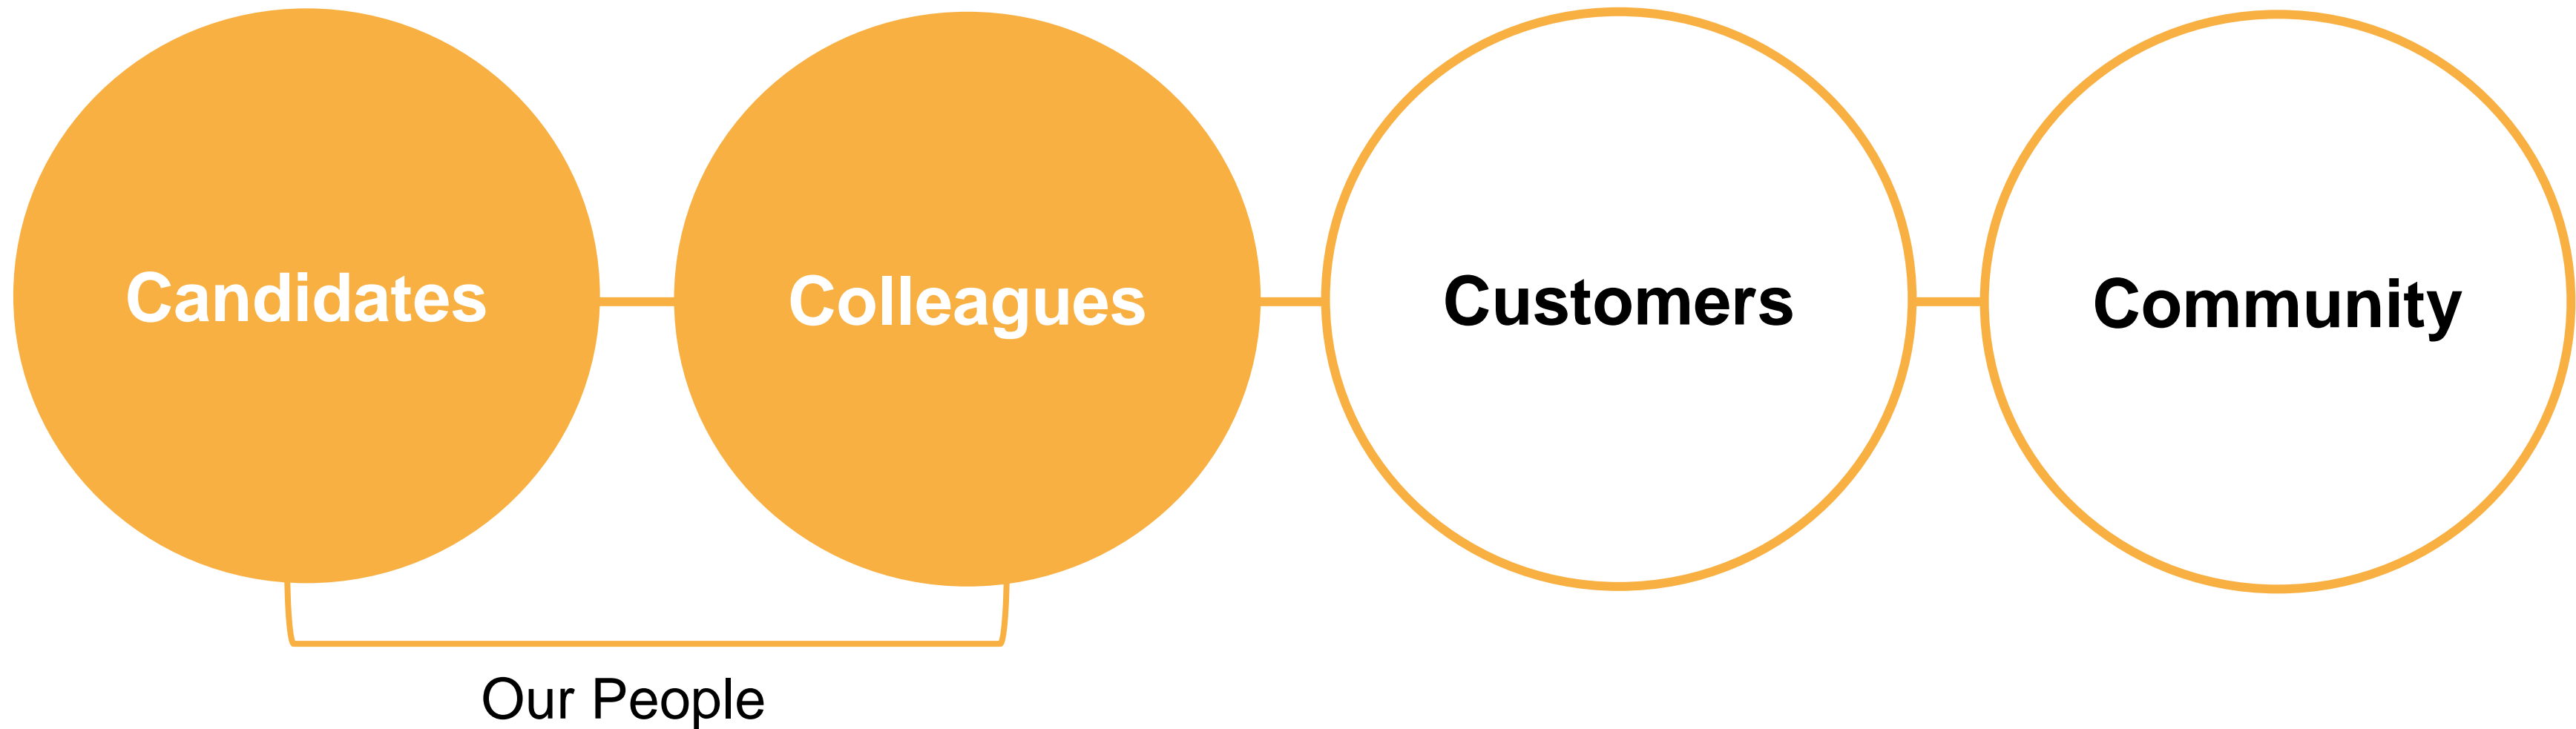 Candidates
Colleagues
Customers
Community
Our People